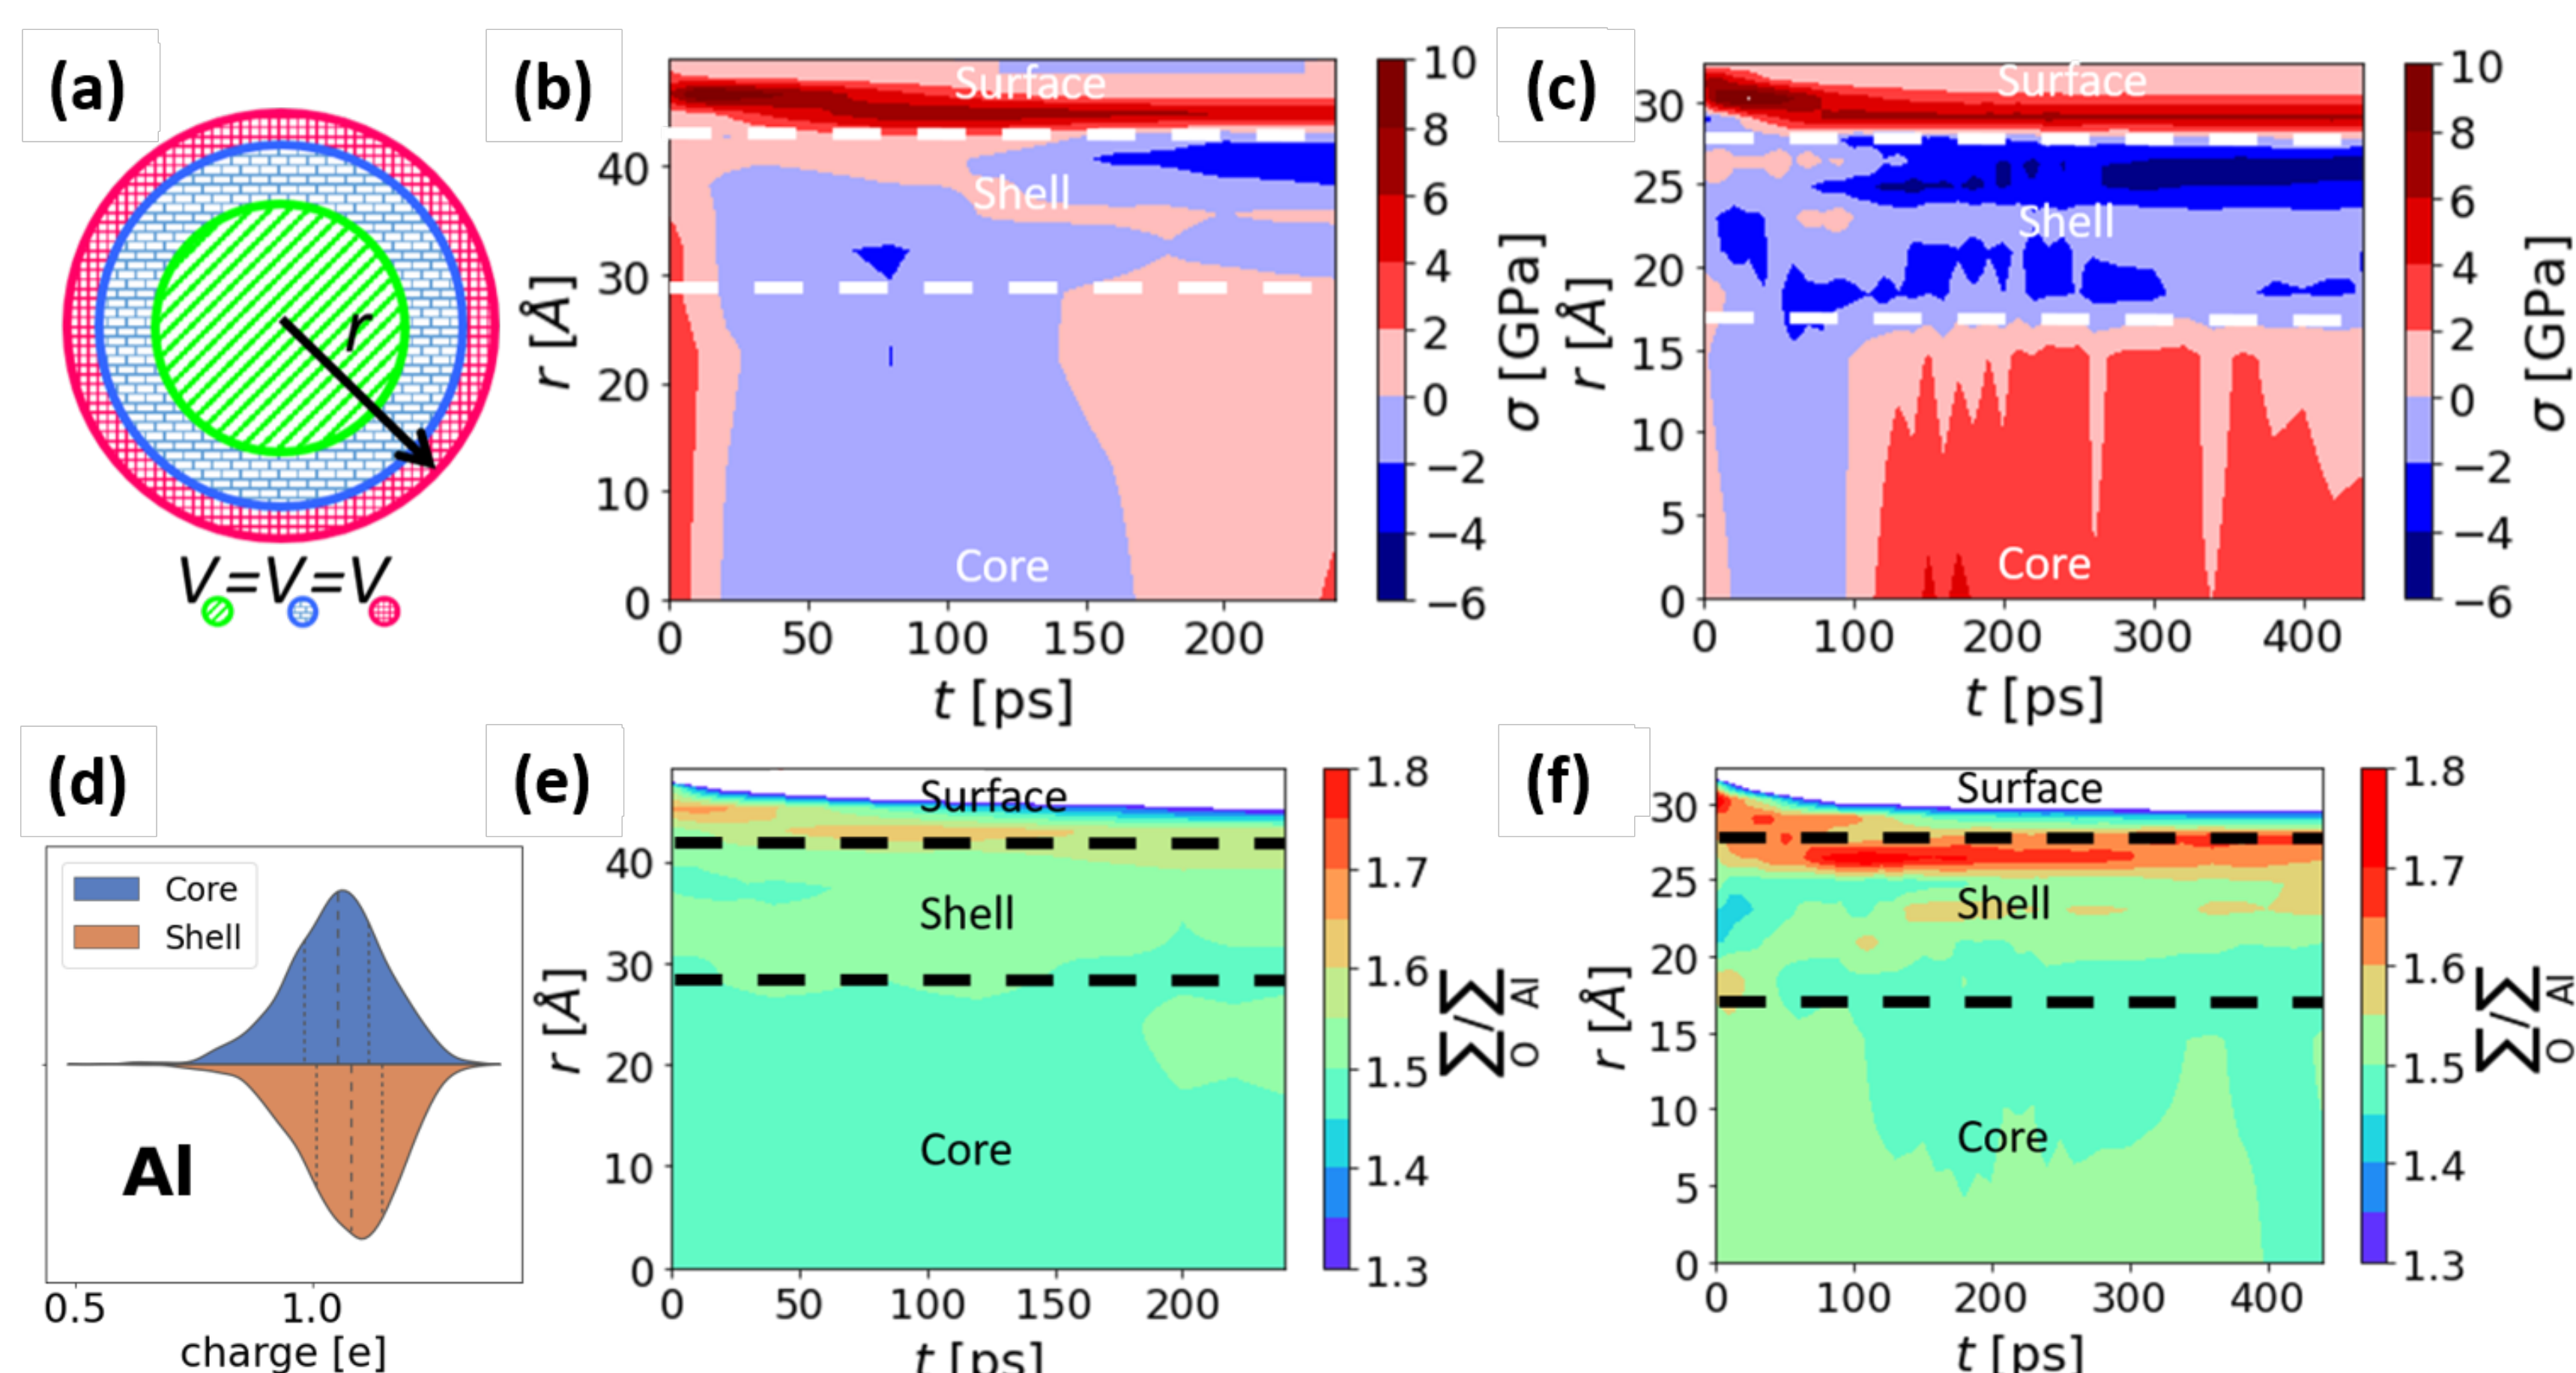 (a)
r
V=V=V
(b)
Surface
Shell
Core
40
30
20
10
0
0 50 100 150 200
r [Å]
t [ps]
10
8
6
4
2
0
−2
−4
−6
σ [GPa]
(c)
Surface
Shell
Core
30
25
20
15
10
5
0
0 100 200 300 400
r [Å]
t [ps]
10
8
6
4
2
0
−2
−4
−6
σ [GPa]
(d)
Core
Shell
Al
0.5 1.0
charge [e]
(e)
Surface
Shell
Core
40
30
20
10
0
0 50 100 150 200
r [Å]
t [ps]
1.8
1.7
1.6
1.5
1.4
1.3
∑O/∑Al
(f)
Surface
Shell
Core
30
25
20
15
10
5
0
0 100 200 300 400
r [Å]
t [ps]
1.8
1.7
1.6
1.5
1.4
1.3
∑O/∑Al